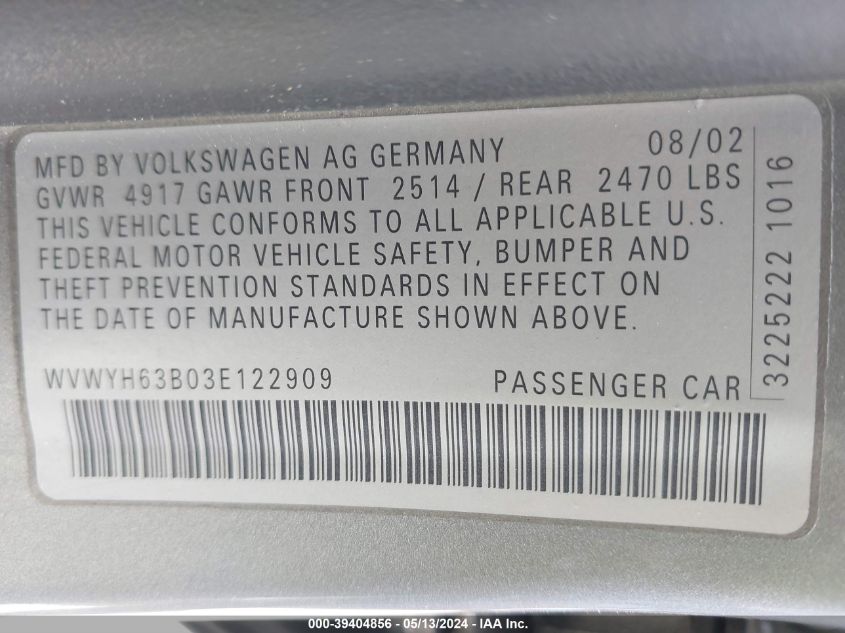 MFD BY VOLKSWAGEN AG GERMANY 08/02
GVWR 4917 GAWR FRONT 2514 / REAR 2470 LBS
THIS VEHICLE CONFORMS TO ALL APPLICABLE U.S.
FEDERAL MOTOR VEHICLE SAFETY, BUMPER AND
THEFT PREVENTION STANDARDS IN EFFECT ON
THE DATE OF MANUFACTURE SHOWN ABOVE.
WVWYH63B03E122909 PASSENGER CAR
3225222 1016
000-39404856 - 05/13/2024 - IAA Inc.